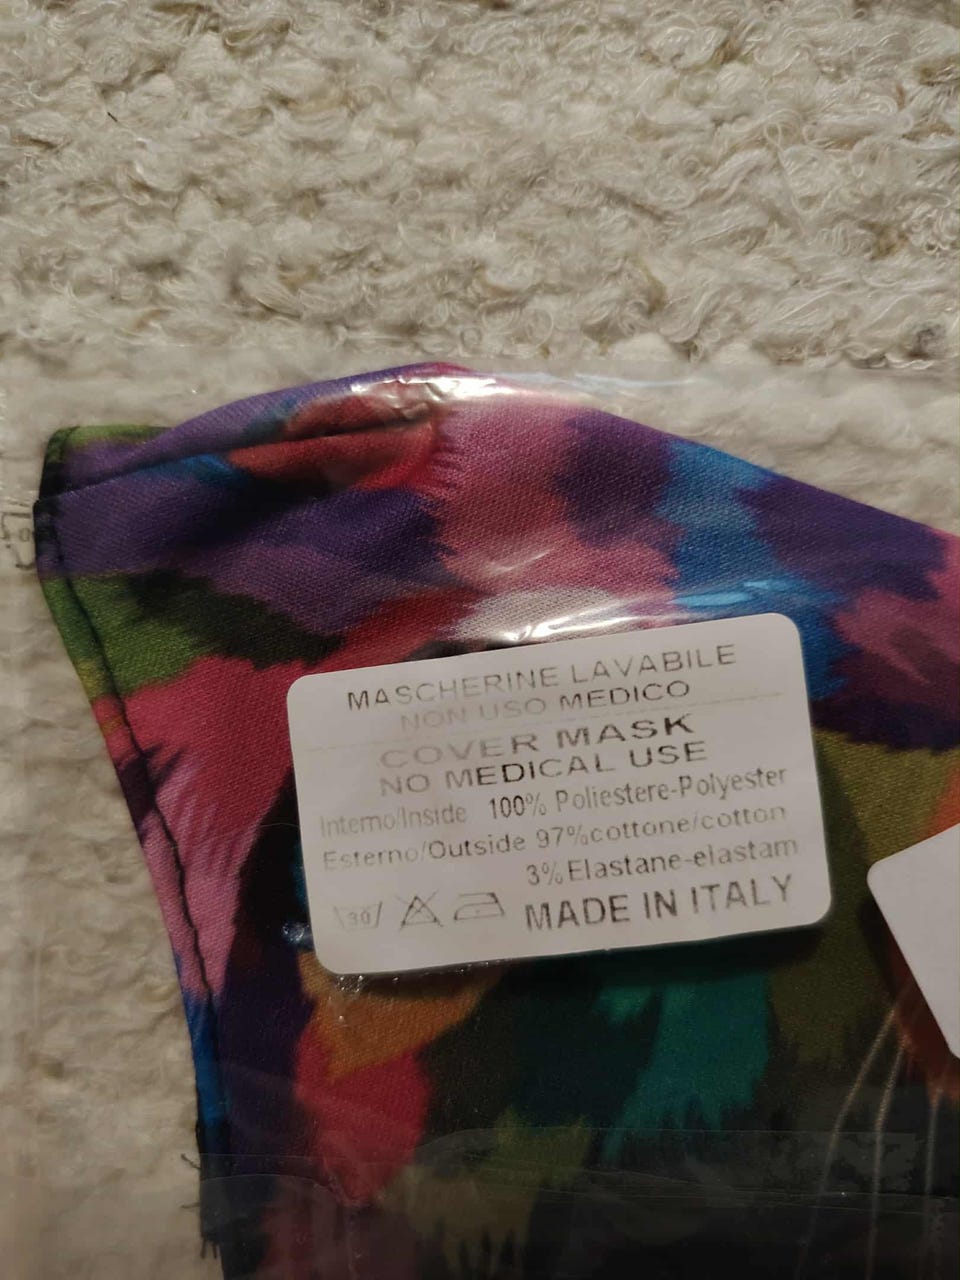 MASCHERINE LAVABILE
NON USO MEDICO
COVER MASK
NO MEDICAL USE
Interno/Inside 100% Poliestere-Polyester
Esterno/Outside 97%cottone/cotton
3%Elastane-elastam
30 MADE IN ITALY